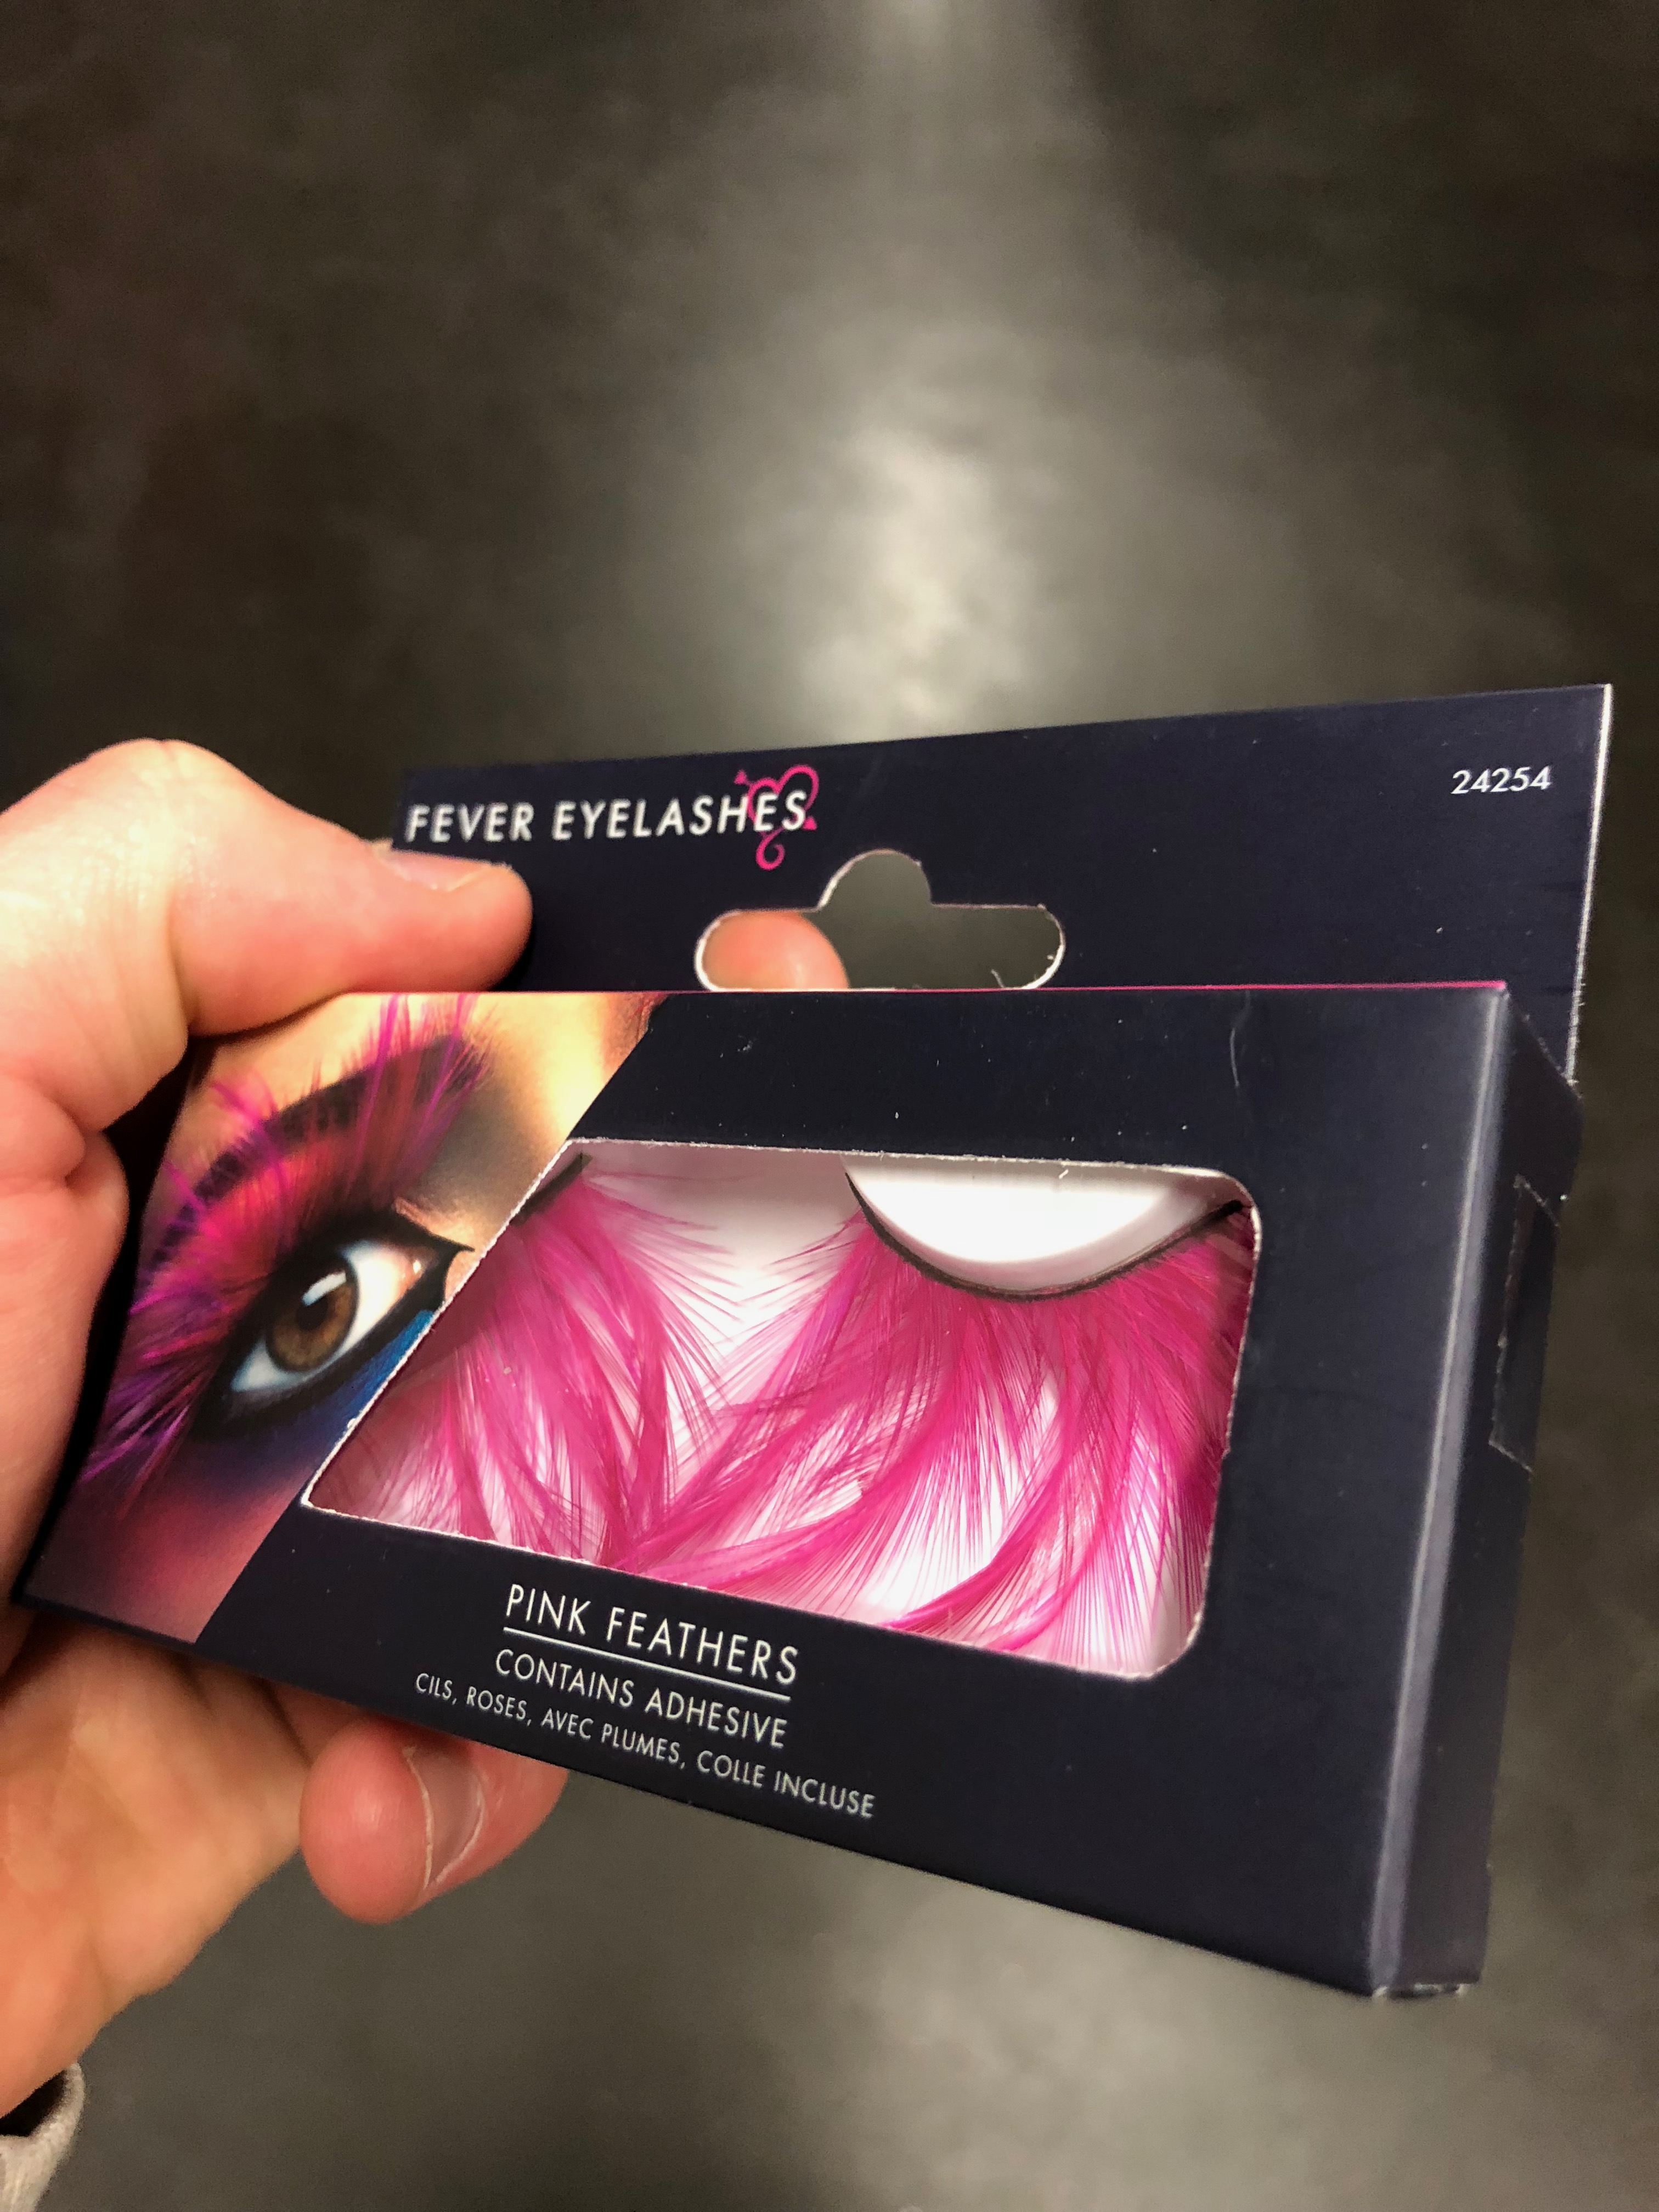 FEVER EYELASHES
24254
PINK FEATHERS
CONTAINS ADHESIVE
CILS, ROSES, AVEC PLUMES, COLLE INCLUSE